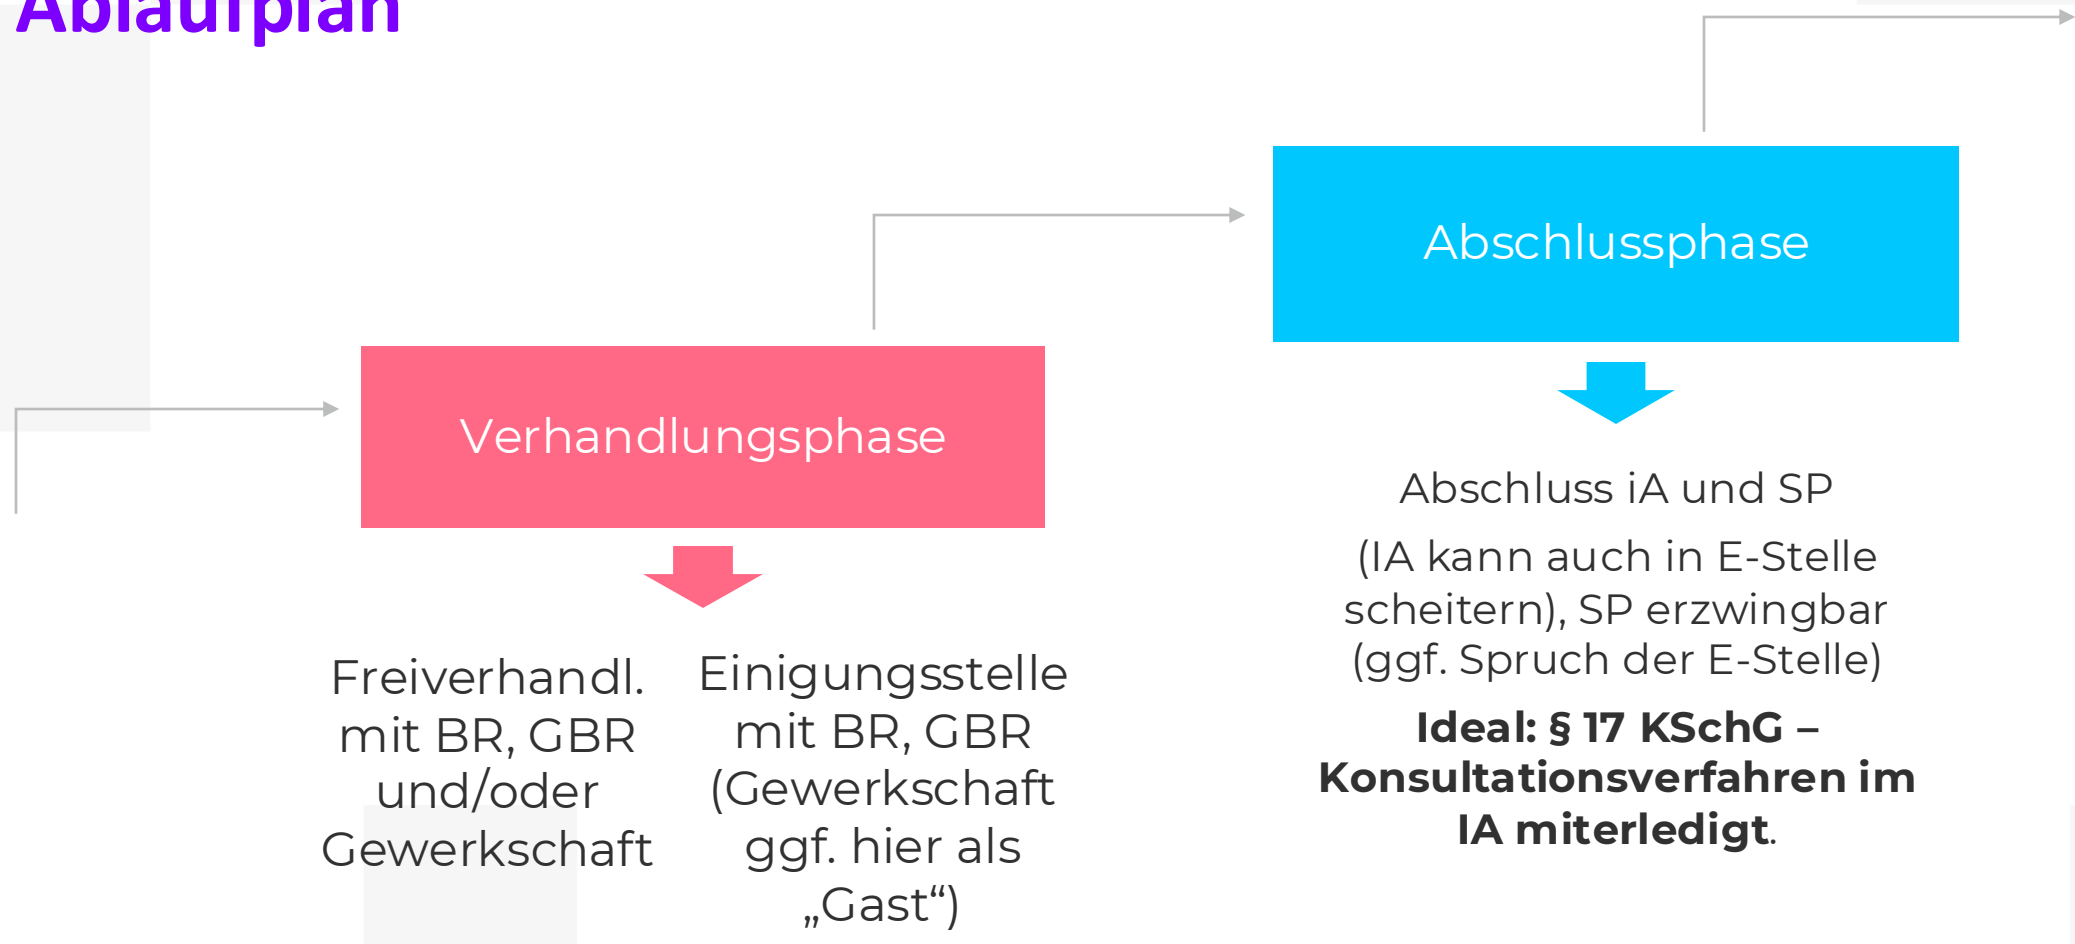 Ablaufplan
Verhandlungsphase
Freiverhandl.
mit BR, GBR
und/oder
Gewerkschaft
Einigungsstelle
mit BR, GBR
(Gewerkschaft
ggf. hier als
„Gast“)
Abschlussphase
Abschluss iA und SP
(IA kann auch in E-Stelle
scheitern), SP erzwingbar
(ggf. Spruch der E-Stelle)
Ideal: § 17 KSchG –
Konsultationsverfahren im
IA miterledigt.